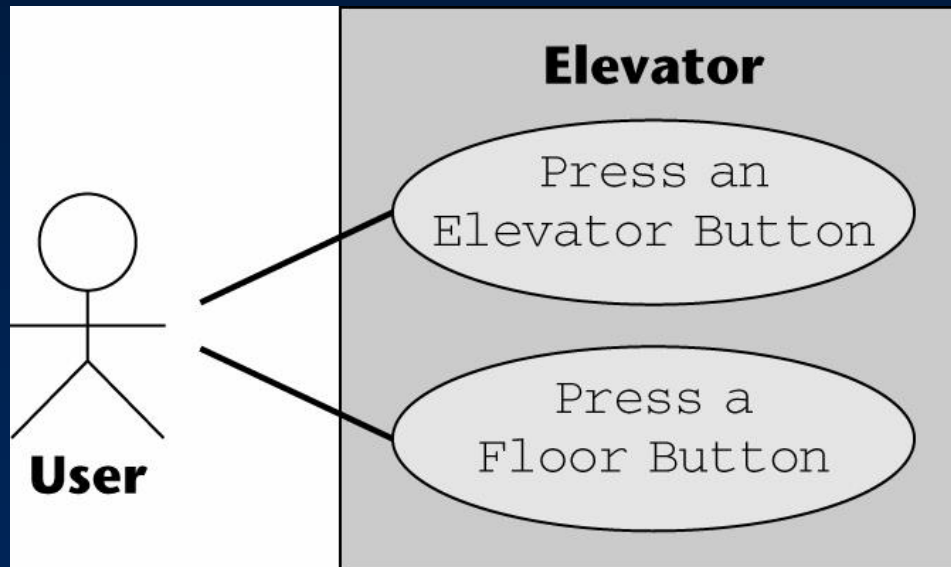 Elevator
Press an
Elevator Button
Press a
Floor Button
User